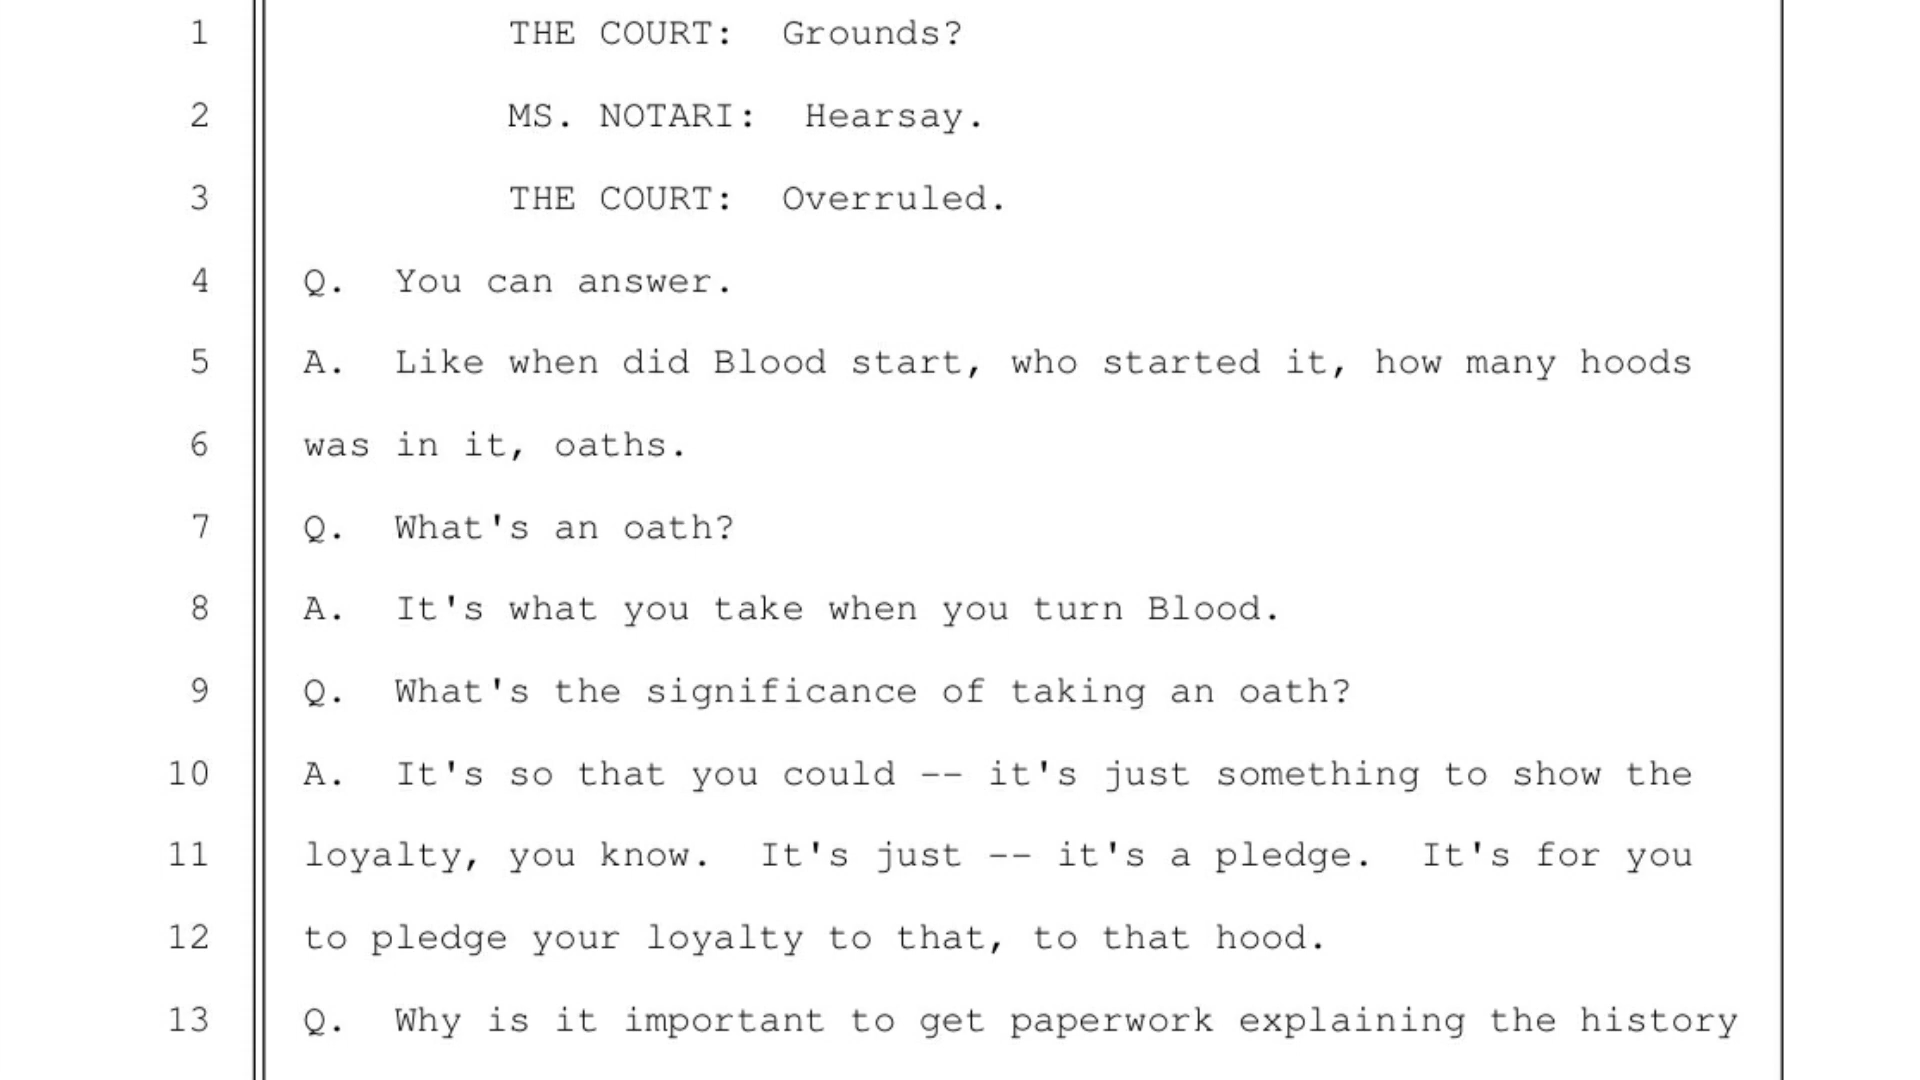 1 THE COURT: Grounds?
2 MS. NOTARI: Hearsay.
3 THE COURT: Overruled.
4 Q. You can answer.
5 A. Like when did Blood start, who started it, how many hoods
6 was in it, oaths.
7 Q. What's an oath?
8 A. It's what you take when you turn Blood.
9 Q. What's the significance of taking an oath?
10 A. It's so that you could -- it's just something to show the
11 loyalty, you know. It's just -- it's a pledge. It's for you
12 to pledge your loyalty to that, to that hood.
13 Q. Why is it important to get paperwork explaining the history